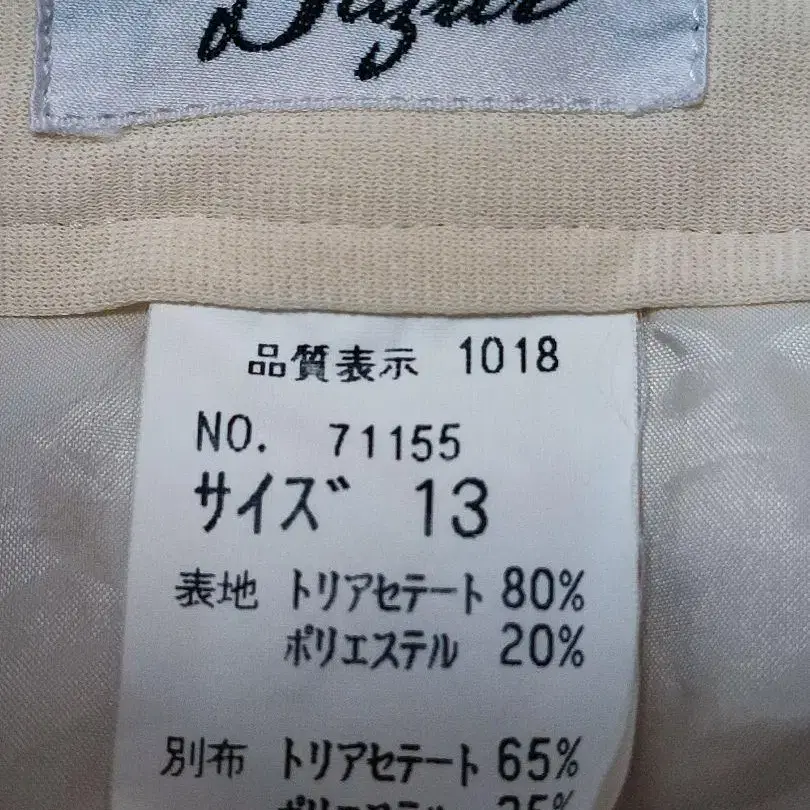 品質表示 1018
NO. 71155
サイズ 13
表地 トリアセテート 80%
ポリエステル 20%
別布 トリアセテート 65%